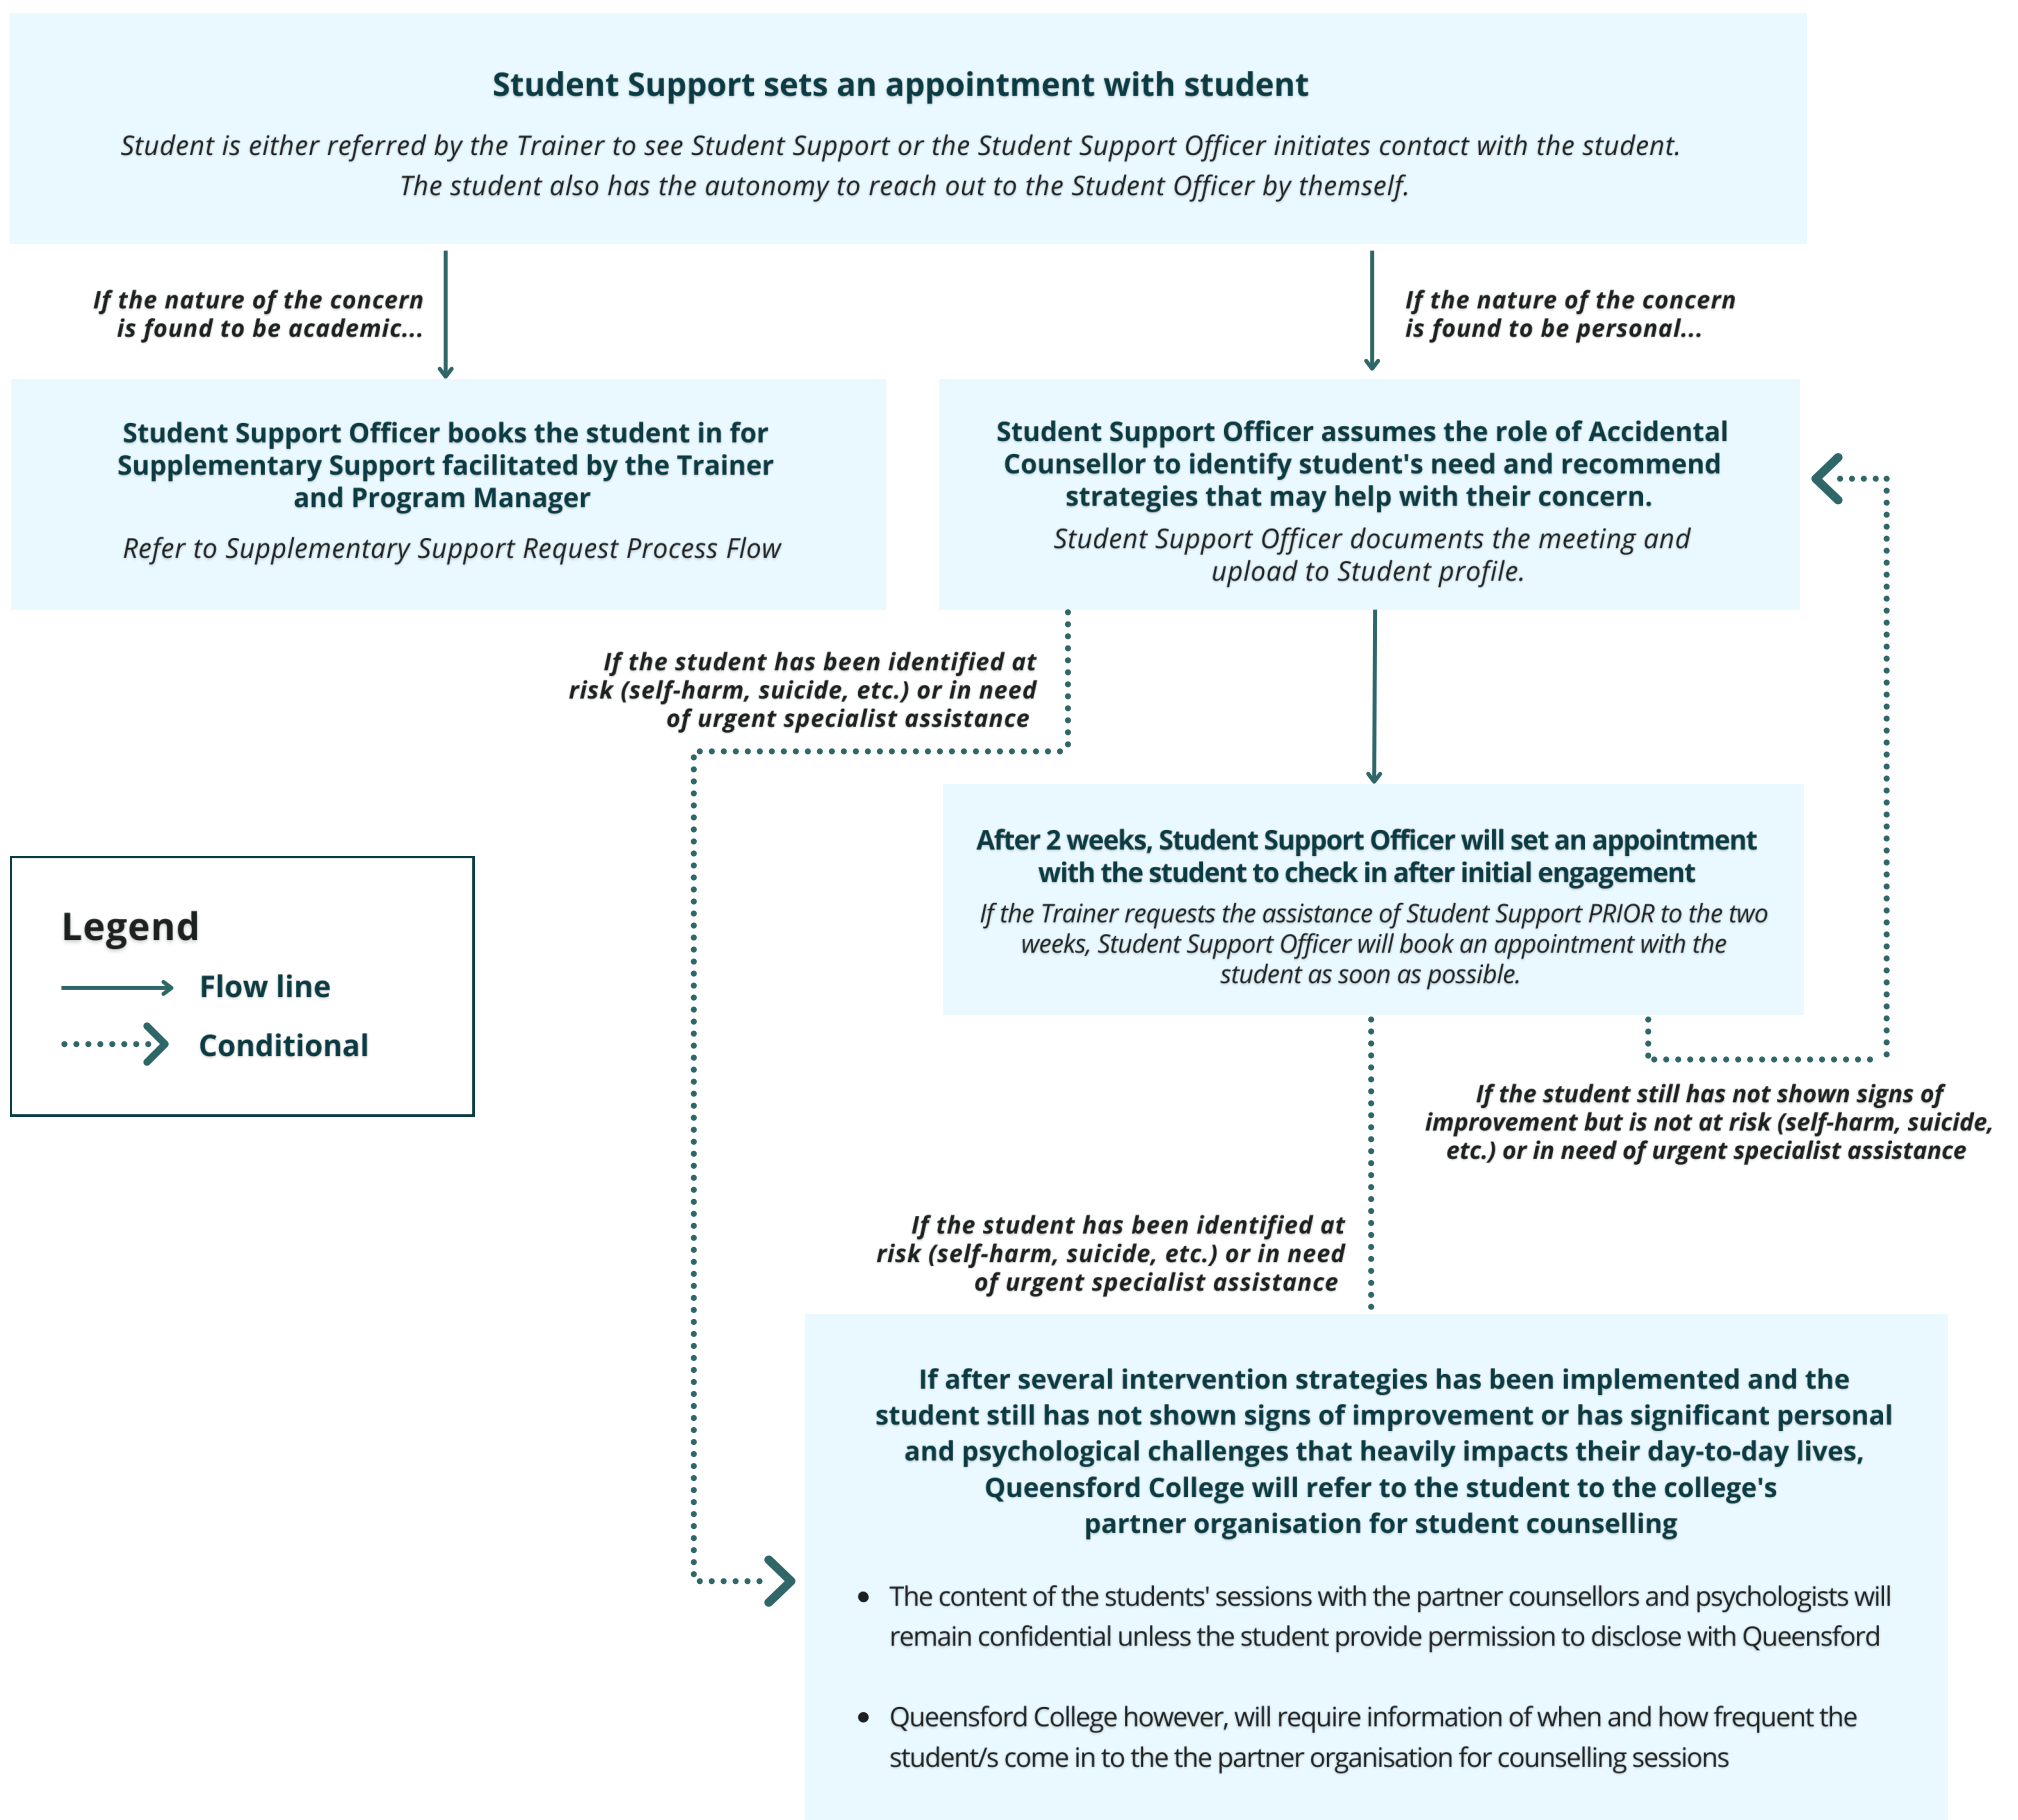 Student Support sets an appointment with student
Student is either referred by the Trainer to see Student Support or the Student Support Officer initiates contact with the student.
The student also has the autonomy to reach out to the Student Officer by themself.
If the nature of the concern
is found to be academic...
If the nature of the concern
is found to be personal...
Student Support Officer books the student in for
Supplementary Support facilitated by the Trainer
and Program Manager
Refer to Supplementary Support Request Process Flow
Student Support Officer assumes the role of Accidental
Counsellor to identify student's need and recommend
strategies that may help with their concern.
Student Support Officer documents the meeting and
upload to Student profile.
If the student has been identified at
risk (self-harm, suicide, etc.) or in need
of urgent specialist assistance
After 2 weeks, Student Support Officer will set an appointment
with the student to check in after initial engagement
If the Trainer requests the assistance of Student Support PRIOR to the two
weeks, Student Support Officer will book an appointment with the
student as soon as possible.
Legend
Flow line
Conditional
If the student still has not shown signs of
improvement but is not at risk (self-harm, suicide,
etc.) or in need of urgent specialist assistance
If the student has been identified at
risk (self-harm, suicide, etc.) or in need
of urgent specialist assistance
If after several intervention strategies has been implemented and the
student still has not shown signs of improvement or has significant personal
and psychological challenges that heavily impacts their day-to-day lives,
Queensford College will refer to the student to the college's
partner organisation for student counselling
• The content of the students' sessions with the partner counsellors and psychologists will
remain confidential unless the student provide permission to disclose with Queensford
• Queensford College however, will require information of when and how frequent the
student/s come in to the the partner organisation for counselling sessions